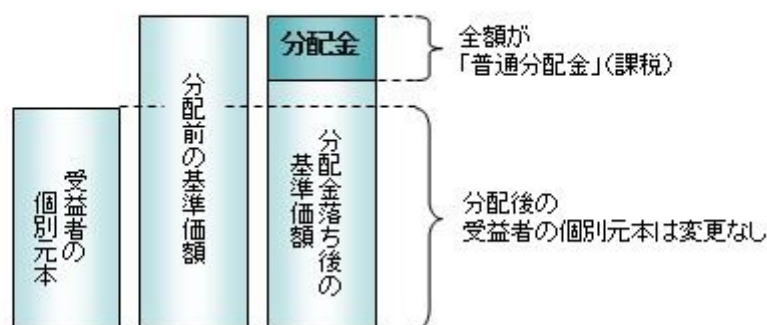 受益者の
個別元本
分配前の基準価額
分配金
分配金落ち後の
基準価額
全額が
「普通分配金」(課税)
分配後の
受益者の個別元本は変更なし